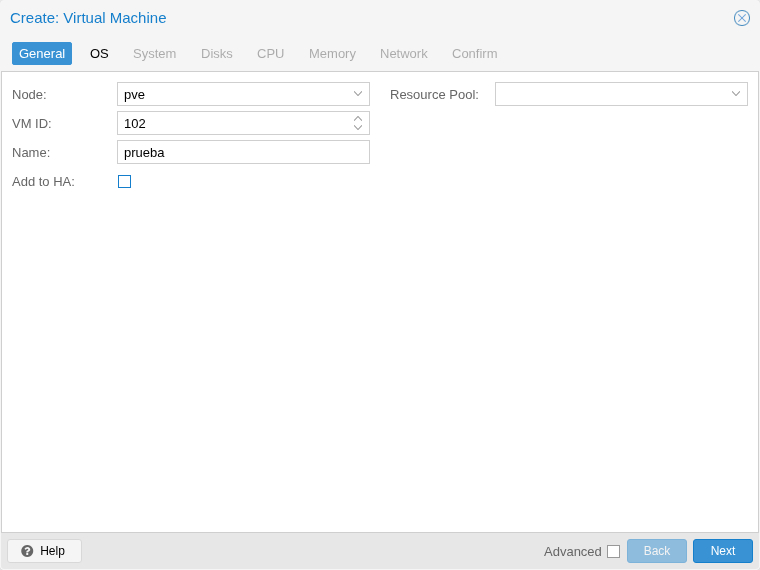 Create: Virtual Machine
General OS System Disks CPU Memory Network Confirm
Node: pve Resource Pool:
VM ID: 102
Name: prueba
Add to HA:
Help Advanced Back Next